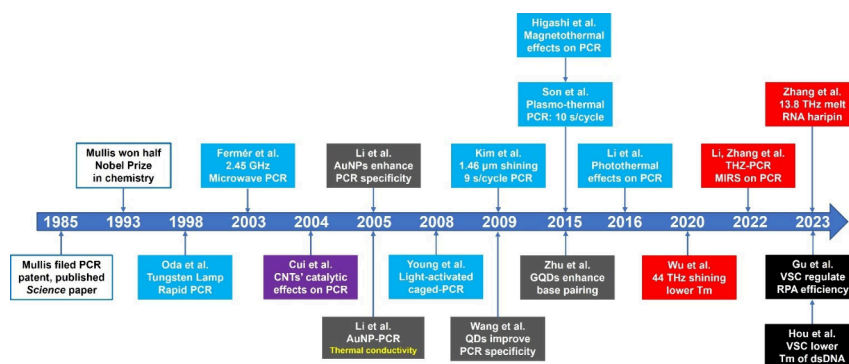 Higashi et al.
Magnetothermal
effects on PCR
Son et al.
Plasmo-thermal
PCR: 10 s/cycle
Zhang et al.
13.8 THz melt
RNA haripin
Mullis won half
Nobel Prize
in chemistry
Fermér et al.
2.45 GHz
Microwave PCR
Li et al.
AuNPs enhance
PCR specificity
Kim et al.
1.46 µm shining
9 s/cycle PCR
Li et al.
Photothermal
effects on PCR
Li, Zhang et al.
THZ-PCR
MIRS on PCR
1985 1993 1998 2003 2004 2005 2008 2009 2015 2016 2020 2022 2023
Mullis filed PCR
patent, published
Science paper
Oda et al.
Tungsten Lamp
Rapid PCR
Cui et al.
CNTs' catalytic
effects on PCR
Young et al.
Light-activated
caged-PCR
Zhu et al.
GQDs enhance
base pairing
Wu et al.
44 THz shining
lower Tm
Gu et al.
VSC regulate
RPA efficiency
Li et al.
AuNP-PCR
Thermal conductivity
Wang et al.
QDs improve
PCR specificity
Hou et al.
VSC lower
Tm of dsDNA